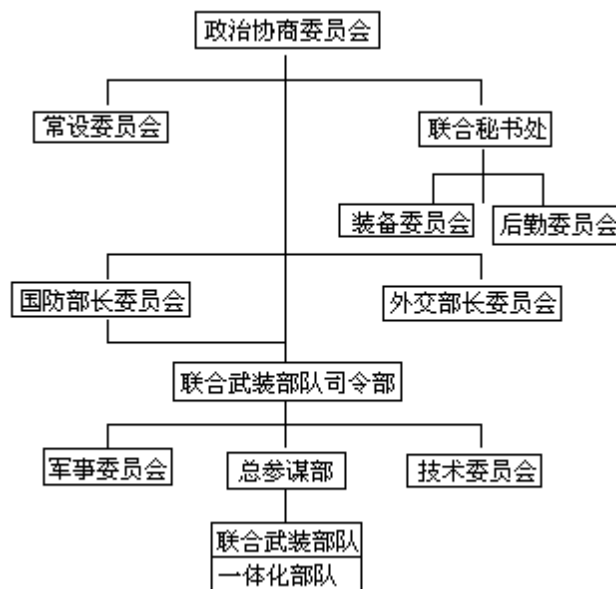 政治协商委员会
常设委员会
联合秘书处
装备委员会
后勤委员会
国防部长委员会
外交部长委员会
联合武装部队司令部
军事委员会
总参谋部
技术委员会
联合武装部队
一体化部队